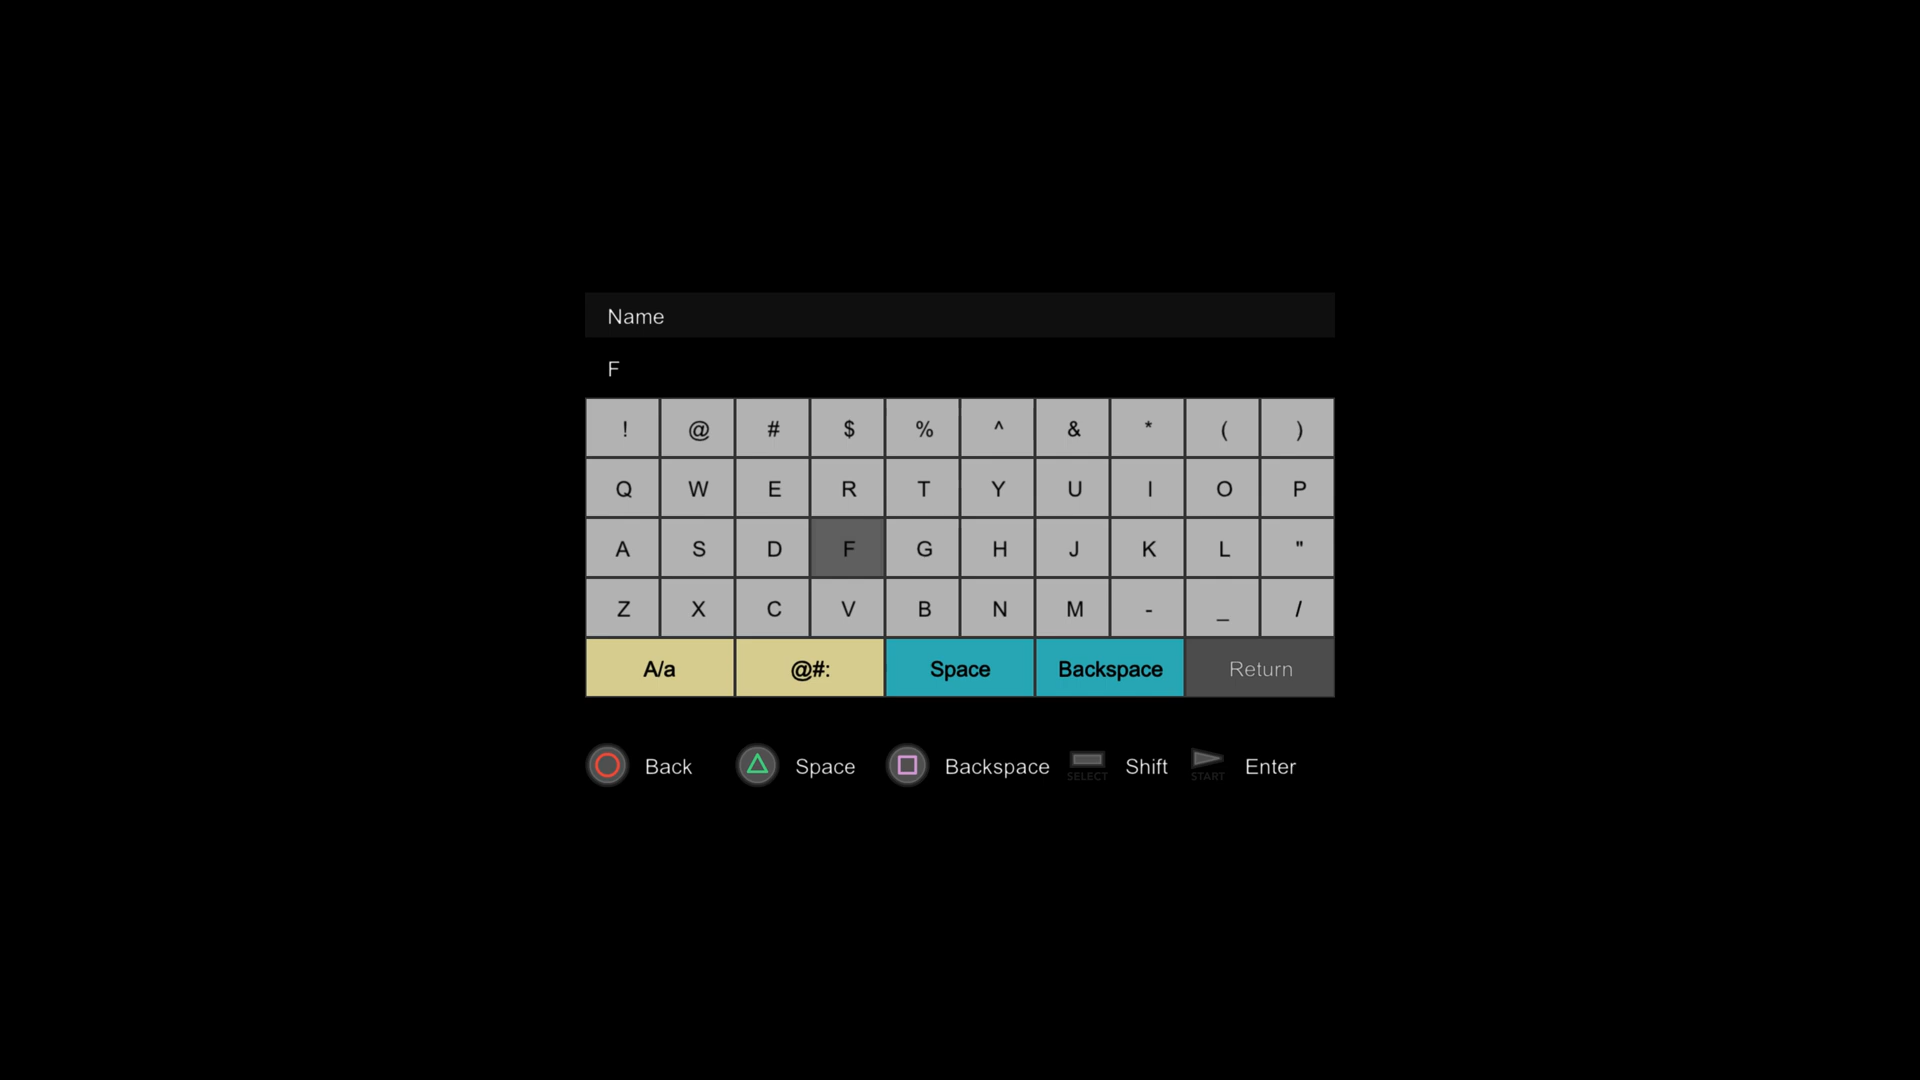 Name
F
! @ # $ % ^ & * ( )
Q W E R T Y U I O P
A S D F G H J K L "
Z X C V B N M - _ /
A/a @#: Space Backspace Return
Back Space Backspace SELECT Shift START Enter